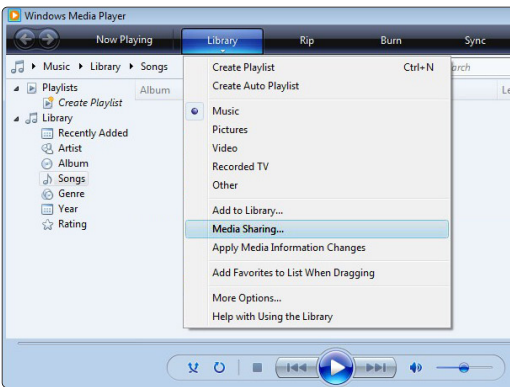 Windows Media Player
Now Playing Library Rip Burn Sync
Music Library Songs
Playlists
Create Playlist
Library
Recently Added
Artist
Album
Songs
Genre
Year
Rating
Album
Create Playlist Ctrl+N
Create Auto Playlist
Music
Pictures
Video
Recorded TV
Other
Add to Library...
Media Sharing...
Apply Media Information Changes
Add Favorites to List When Dragging
More Options...
Help with Using the Library